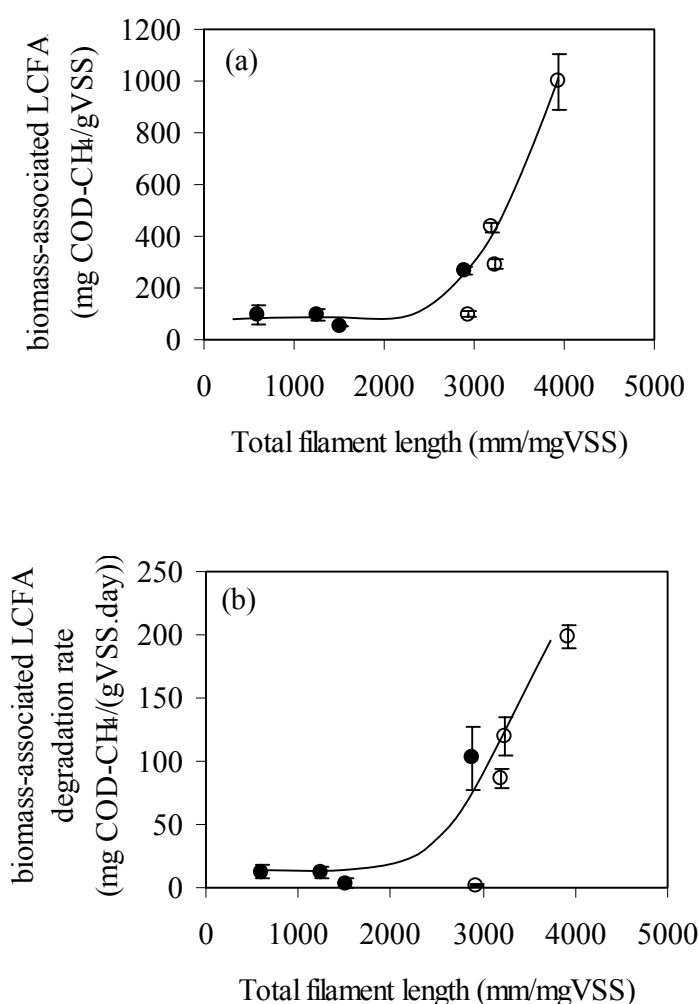 biomass-associated LCFA
(mg COD-CH4/gVSS)
(a)
1200
1000
800
600
400
200
0
0 1000 2000 3000 4000 5000
Total filament length (mm/mgVSS)
biomass-associated LCFA
degradation rate
(mg COD-CH4/(gVSS.day))
(b)
250
200
150
100
50
0
0 1000 2000 3000 4000 5000
Total filament length (mm/mgVSS)